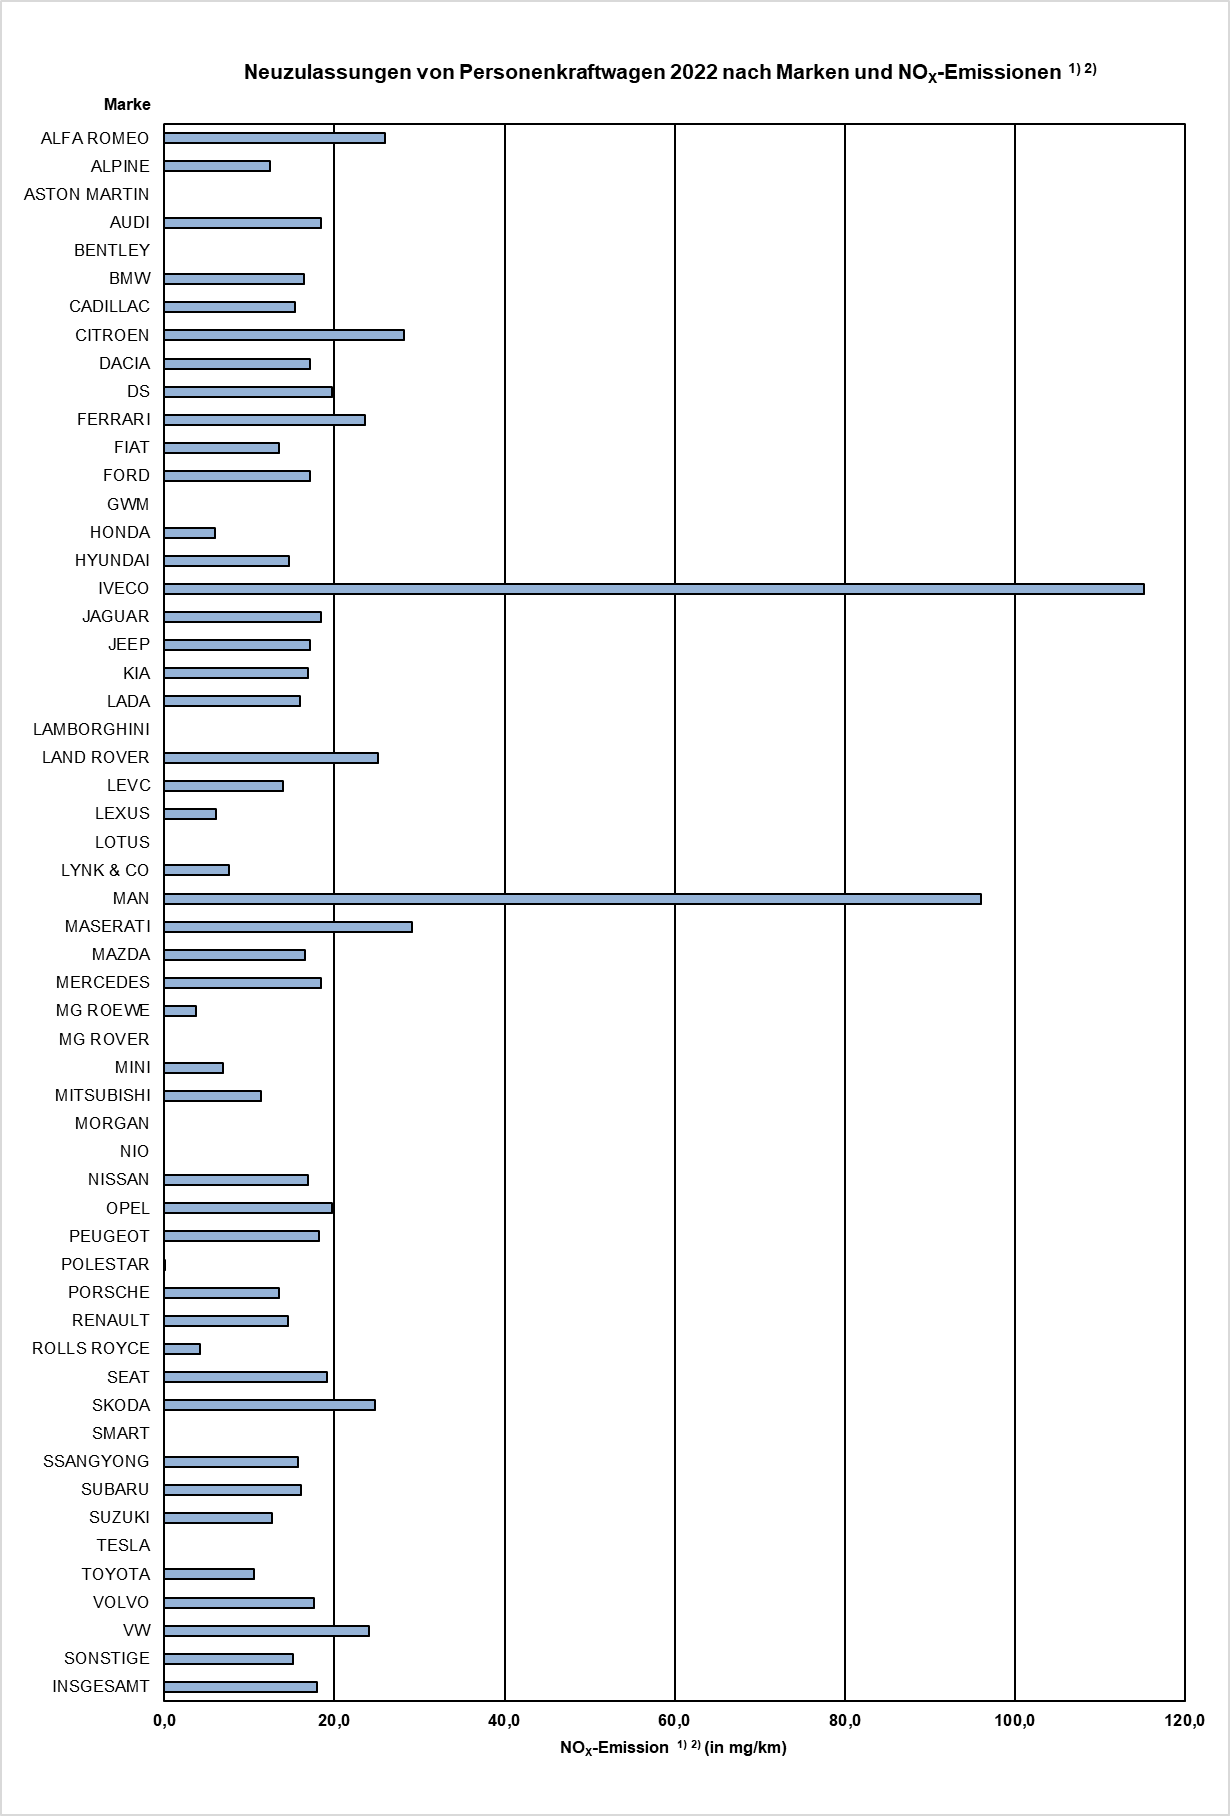 Neuzulassungen von Personenkraftwagen 2022 nach Marken und NOX-Emissionen 1) 2)
Marke
ALFA ROMEO
ALPINE
ASTON MARTIN
AUDI
BENTLEY
BMW
CADILLAC
CITROEN
DACIA
DS
FERRARI
FIAT
FORD
GWM
HONDA
HYUNDAI
IVECO
JAGUAR
JEEP
KIA
LADA
LAMBORGHINI
LAND ROVER
LEVC
LEXUS
LOTUS
LYNK & CO
MAN
MASERATI
MAZDA
MERCEDES
MG ROEWE
MG ROVER
MINI
MITSUBISHI
MORGAN
NIO
NISSAN
OPEL
PEUGEOT
POLESTAR
PORSCHE
RENAULT
ROLLS ROYCE
SEAT
SKODA
SMART
SSANGYONG
SUBARU
SUZUKI
TESLA
TOYOTA
VOLVO
VW
SONSTIGE
INSGESAMT
0,0 20,0 40,0 60,0 80,0 100,0 120,0
NOX-Emission 1) 2) (in mg/km)